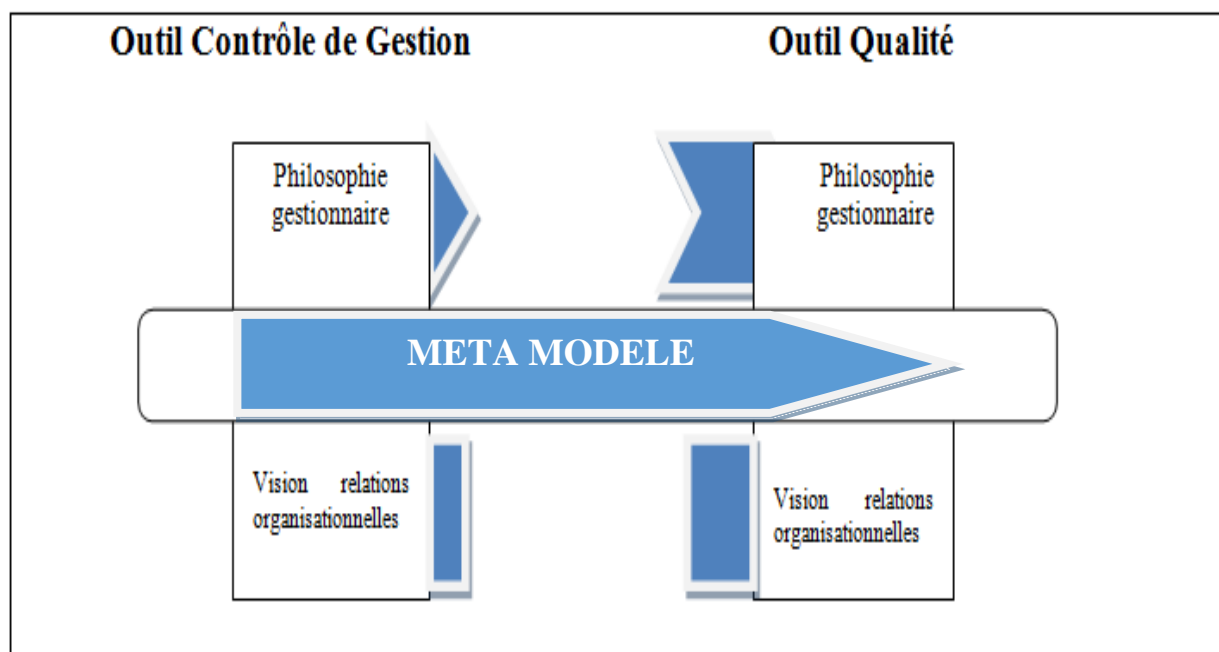 Outil Contrôle de Gestion
Outil Qualité
Philosophie
gestionnaire
Philosophie
gestionnaire
META MODELE
Vision relations
organisationnelles
Vision relations
organisationnelles